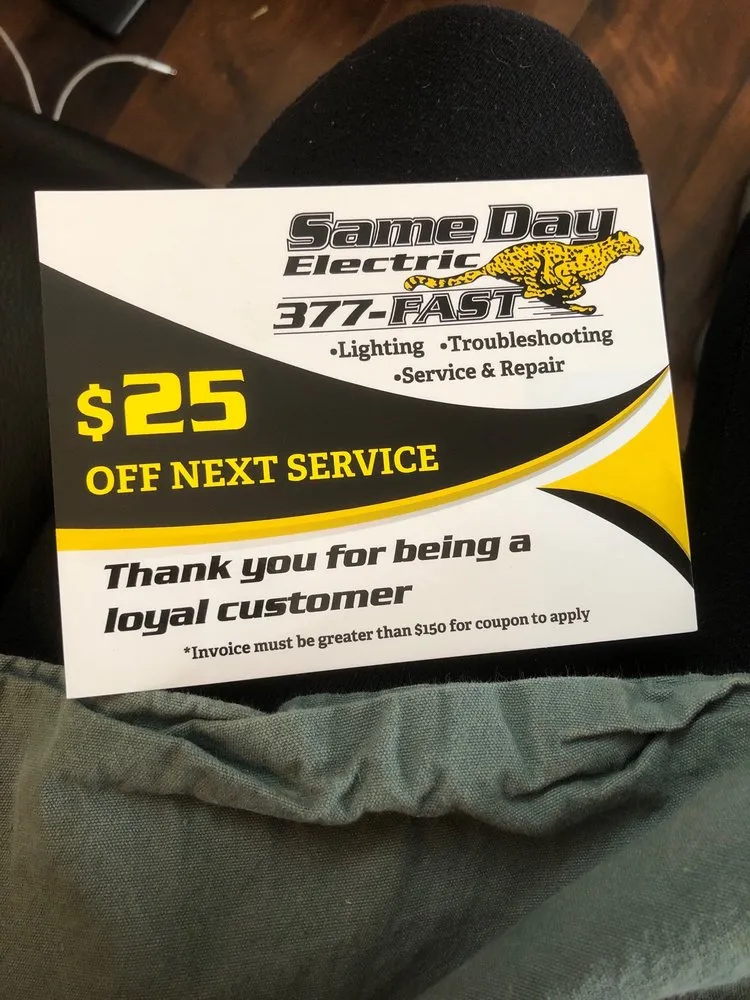 Same Day
Electric
377-FAST
•Lighting •Troubleshooting
•Service & Repair
$25
OFF NEXT SERVICE
Thank you for being a
loyal customer
*Invoice must be greater than $150 for coupon to apply